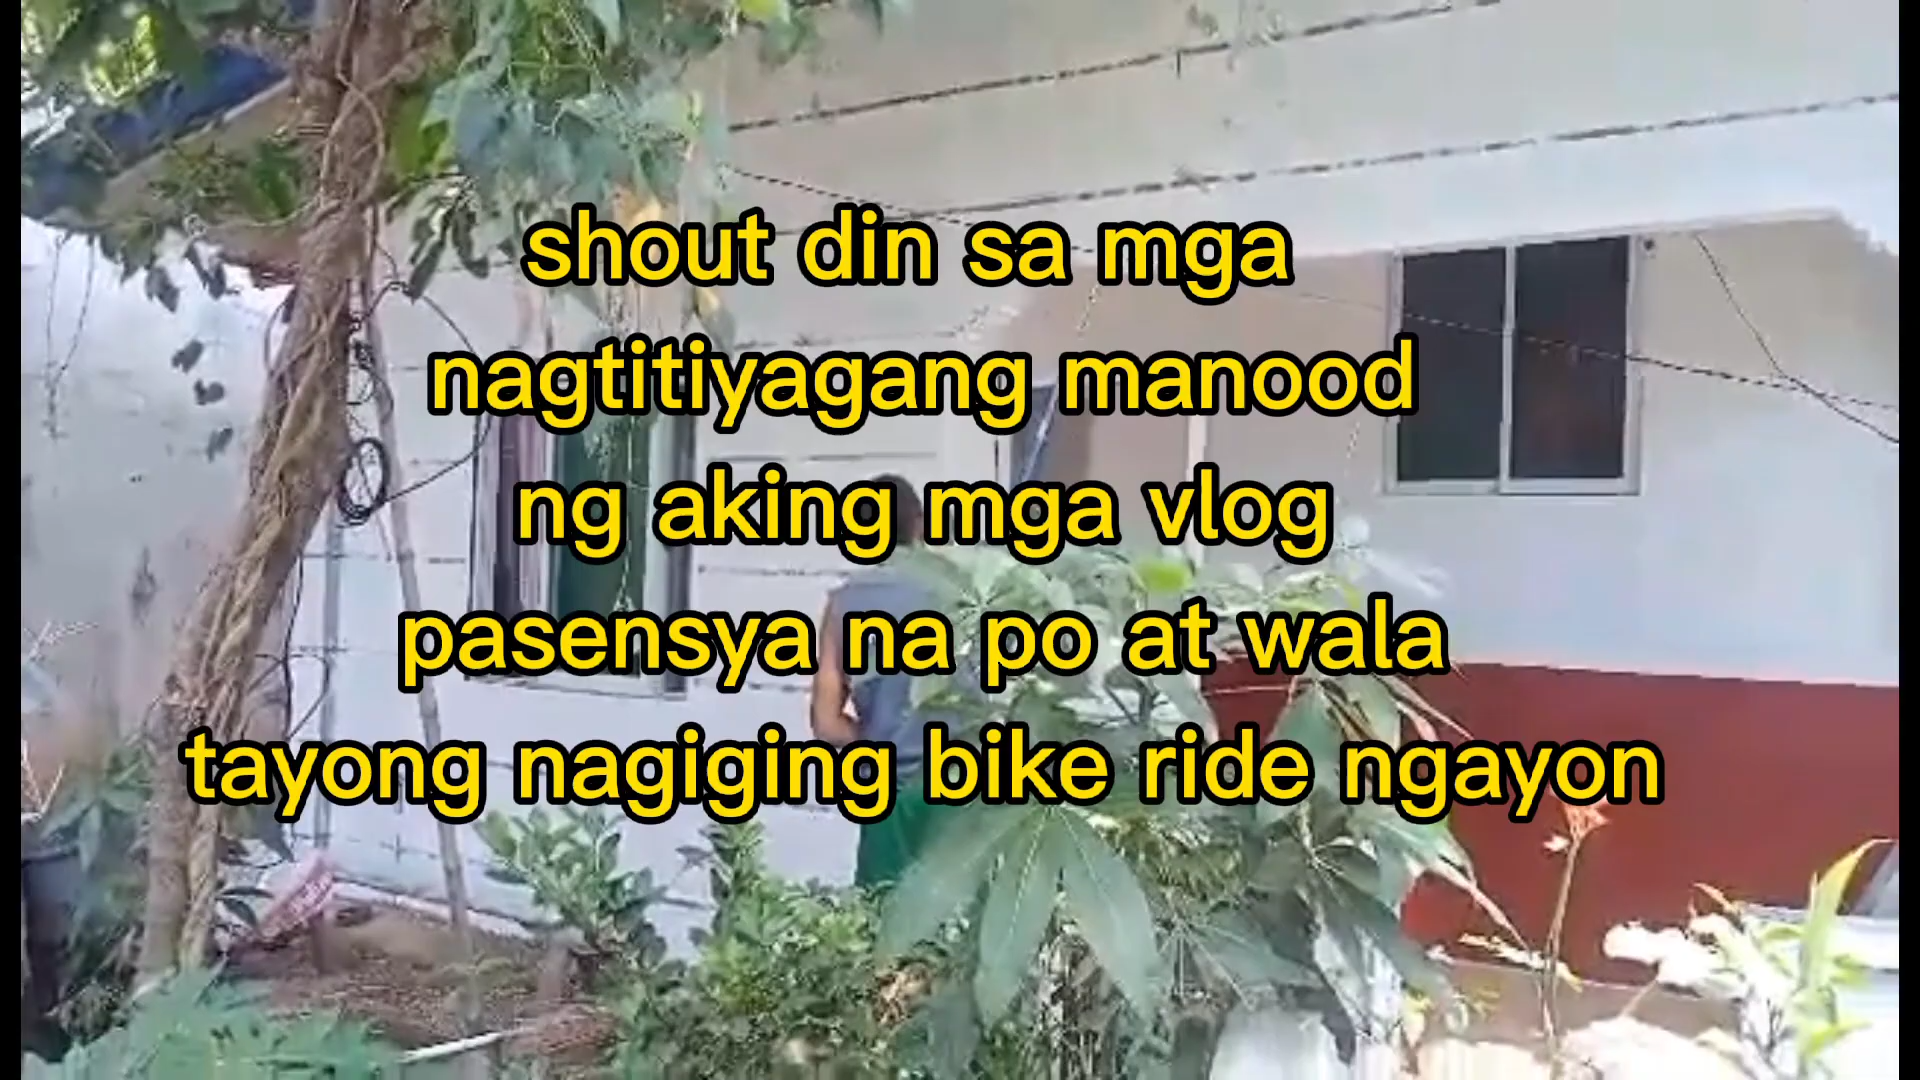 shout din sa mga
nagtitiyagang manood
ng aking mga vlog
pasensya na po at wala
tayong nagiging bike ride ngayon